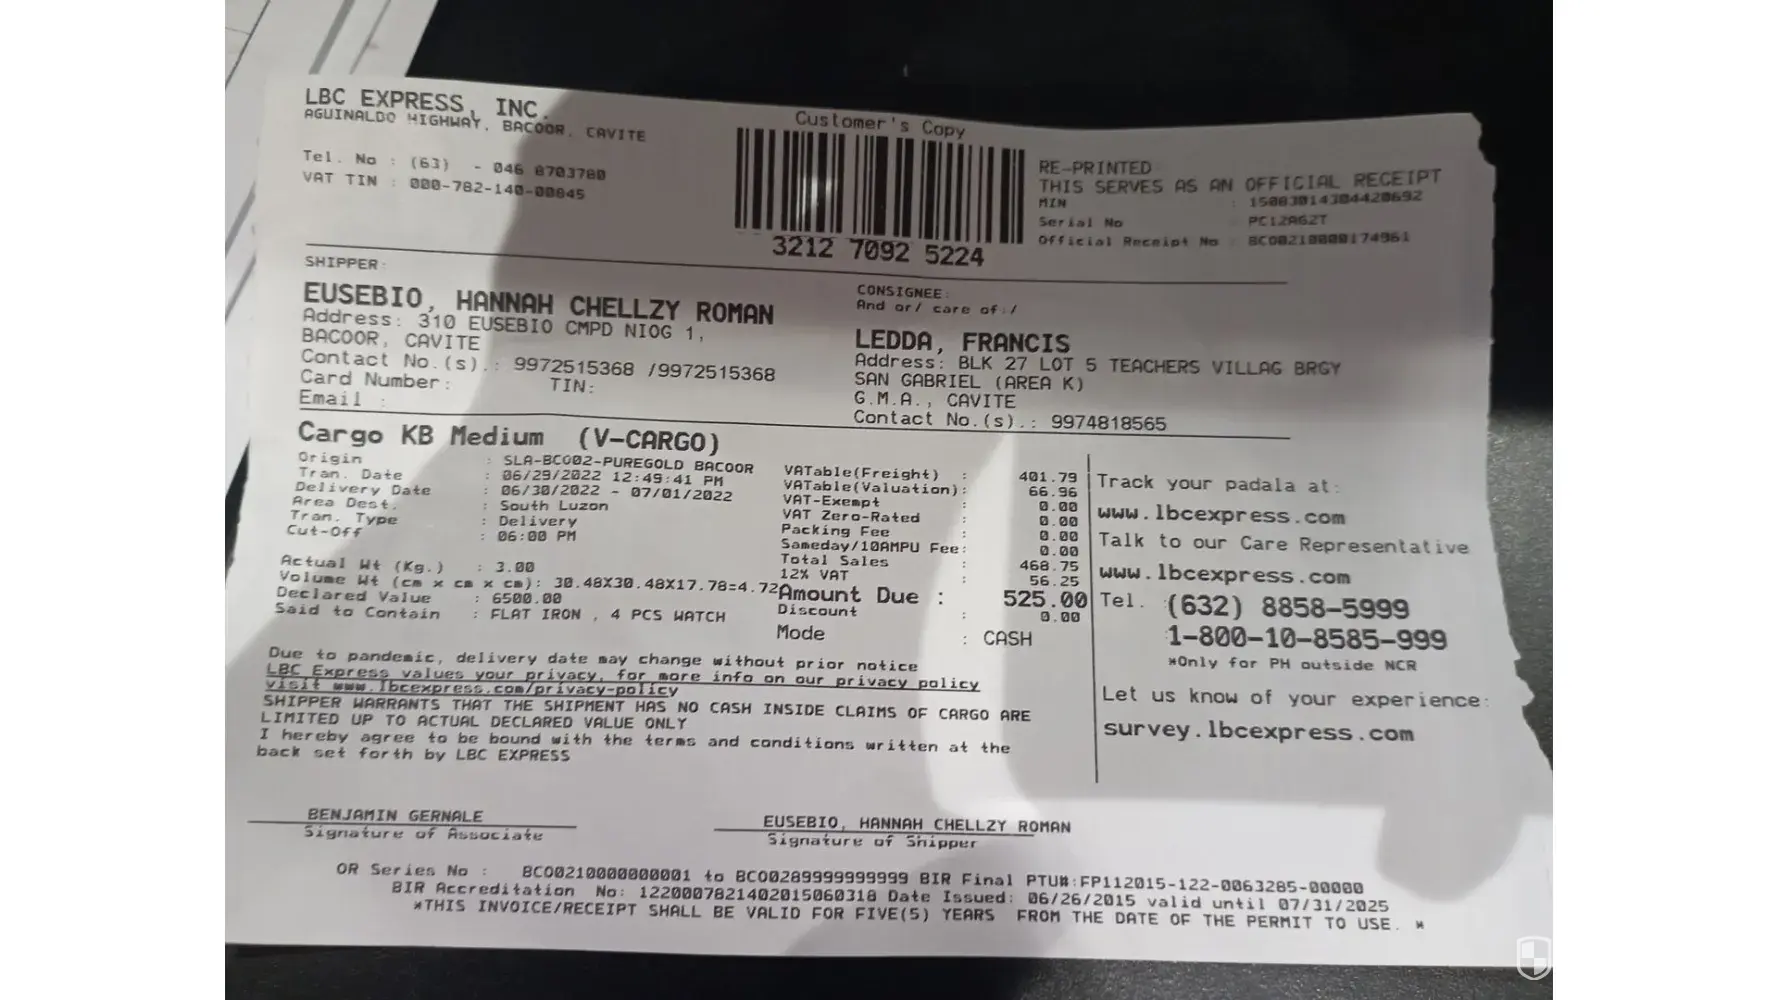 LBC EXPRESS, INC.
AGUINALDO HIGHWAY, BACOOR, CAVITE
Tel. No : (63) - 046 8703780
VAT TIN : 000-782-140-00845
Customer's Copy
3212 7092 5224
RE-PRINTED
THIS SERVES AS AN OFFICIAL RECEIPT
MIN : 15083014304420692
Serial No : PC12AG2T
Official Receipt No : BCO0210000174961
SHIPPER:
EUSEBIO, HANNAH CHELLZY ROMAN
Address: 310 EUSEBIO CMPD NIOG 1,
BACOOR, CAVITE
Contact No.(s).: 9972515368 /9972515368
Card Number: TIN:
Email :
CONSIGNEE:
And or/ care of:/
LEDDA, FRANCIS
Address: BLK 27 LOT 5 TEACHERS VILLAG BRGY
SAN GABRIEL (AREA K)
G.M.A., CAVITE
Contact No.(s).: 9974818565
Cargo KB Medium (V-CARGO)
Origin : SLA-BCO02-PUREGOLD BACOOR
Tran. Date : 06/29/2022 12:49:41 PM
Delivery Date : 06/30/2022 - 07/01/2022
Area Dest. : South Luzon
Tran. Type : Delivery
Cut-Off : 06:00 PM
Actual Wt (Kg.) : 3.00
Volume Wt (cm x cm x cm): 30.48X30.48X17.78=4.72
Declared Value : 6500.00
Said to Contain : FLAT IRON , 4 PCS WATCH
VATable(Freight) : 401.79
VATable(Valuation): 66.96
VAT-Exempt : 0.00
VAT Zero-Rated : 0.00
Packing Fee : 0.00
Sameday/10AMPU Fee: 0.00
Total Sales : 468.75
12% VAT : 56.25
Amount Due : 525.00
Discount : 0.00
Mode : CASH
Track your padala at:
www.lbcexpress.com
Talk to our Care Representative
www.lbcexpress.com
Tel. :(632) 8858-5999
:1-800-10-8585-999
*Only for PH outside NCR
Let us know of your experience:
survey.lbcexpress.com
Due to pandemic, delivery date may change without prior notice
LBC Express values your privacy, for more info on our privacy policy
visit www.lbcexpress.com/privacy-policy
SHIPPER WARRANTS THAT THE SHIPMENT HAS NO CASH INSIDE CLAIMS OF CARGO ARE
LIMITED UP TO ACTUAL DECLARED VALUE ONLY
I hereby agree to be bound with the terms and conditions written at the
back set forth by LBC EXPRESS
BENJAMIN GERNALE
Signature of Associate
EUSEBIO, HANNAH CHELLZY ROMAN
Signature of Shipper
OR Series No : BCO0210000000001 to BCO0289999999999 BIR Final PTU#:FP112015-122-0063285-00000
BIR Accreditation No: 1220007821402015060318 Date Issued: 06/26/2015 valid until 07/31/2025
*THIS INVOICE/RECEIPT SHALL BE VALID FOR FIVE(5) YEARS FROM THE DATE OF THE PERMIT TO USE. *